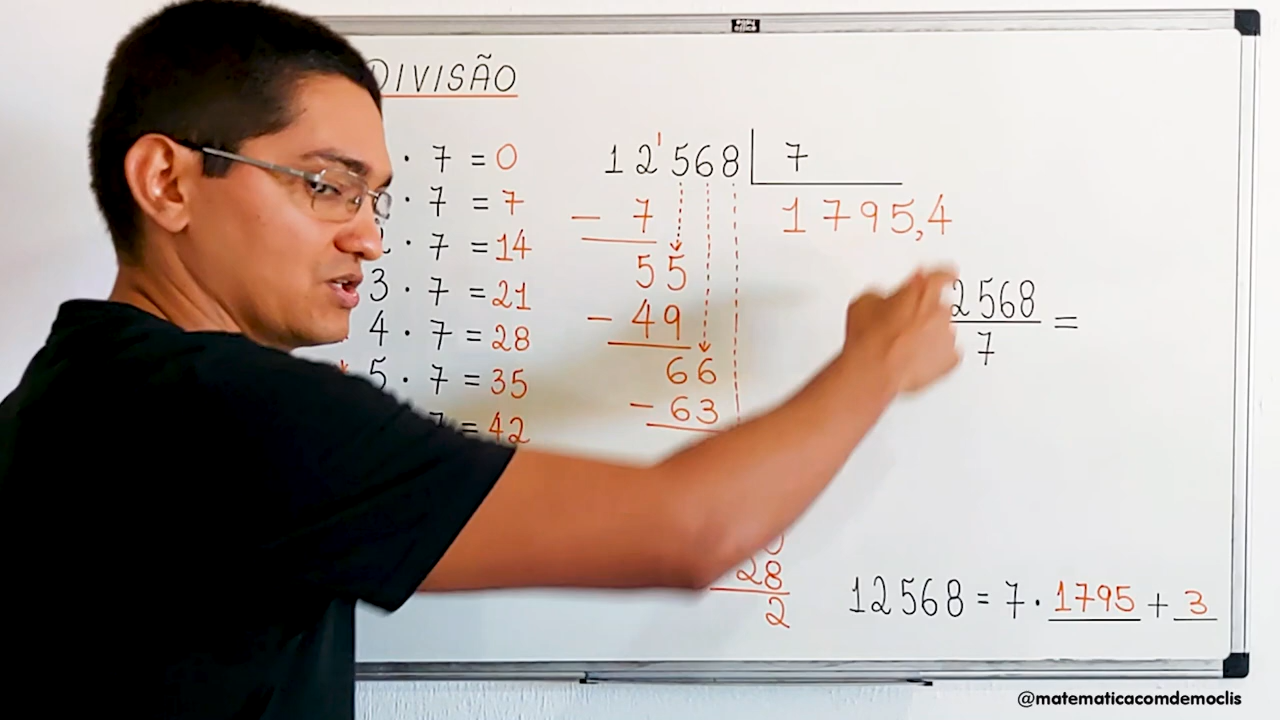 DIVISÃO
· 7 = 0
· 7 = 7
· 7 = 14
3 · 7 = 21
4 · 7 = 28
5 · 7 = 35
7 = 42
12'568 7
- 7 1795,4
55
- 49
66
- 63
28
2
2568
7
=
12568 = 7 · 1795 + 3
@matematicacomdemoclis